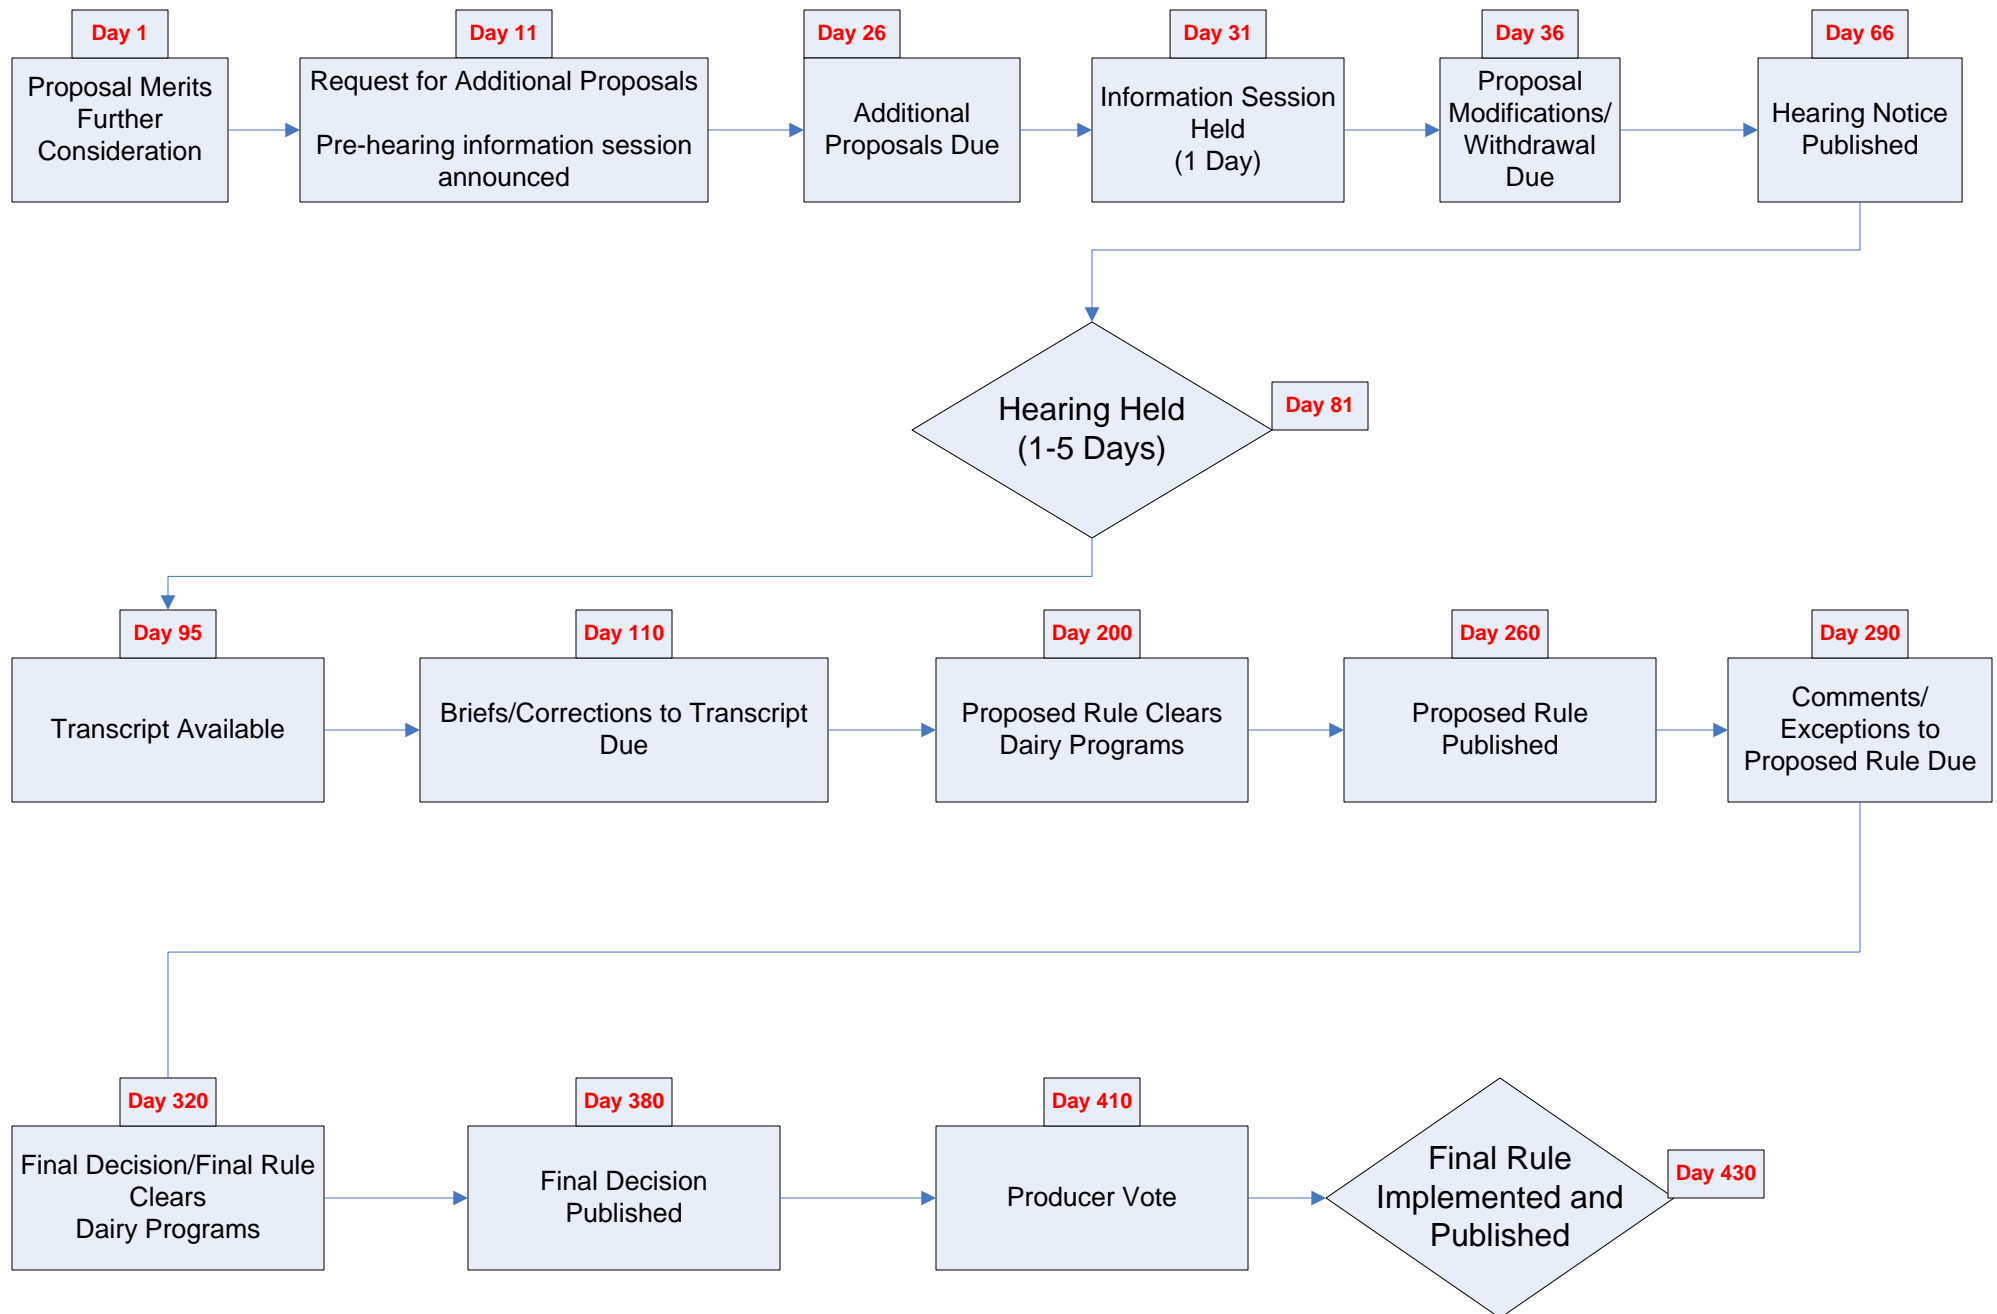 Day 1
Proposal Merits
Further
Consideration
Day 11
Request for Additional Proposals
Pre-hearing information session
announced
Day 26
Additional
Proposals Due
Day 31
Information Session
Held
(1 Day)
Day 36
Proposal
Modifications/
Withdrawal
Due
Day 66
Hearing Notice
Published
Hearing Held
(1-5 Days)
Day 81
Day 95
Transcript Available
Day 110
Briefs/Corrections to Transcript
Due
Day 200
Proposed Rule Clears
Dairy Programs
Day 260
Proposed Rule
Published
Day 290
Comments/
Exceptions to
Proposed Rule Due
Day 320
Final Decision/Final Rule
Clears
Dairy Programs
Day 380
Final Decision
Published
Day 410
Producer Vote
Final Rule
Implemented and
Published
Day 430